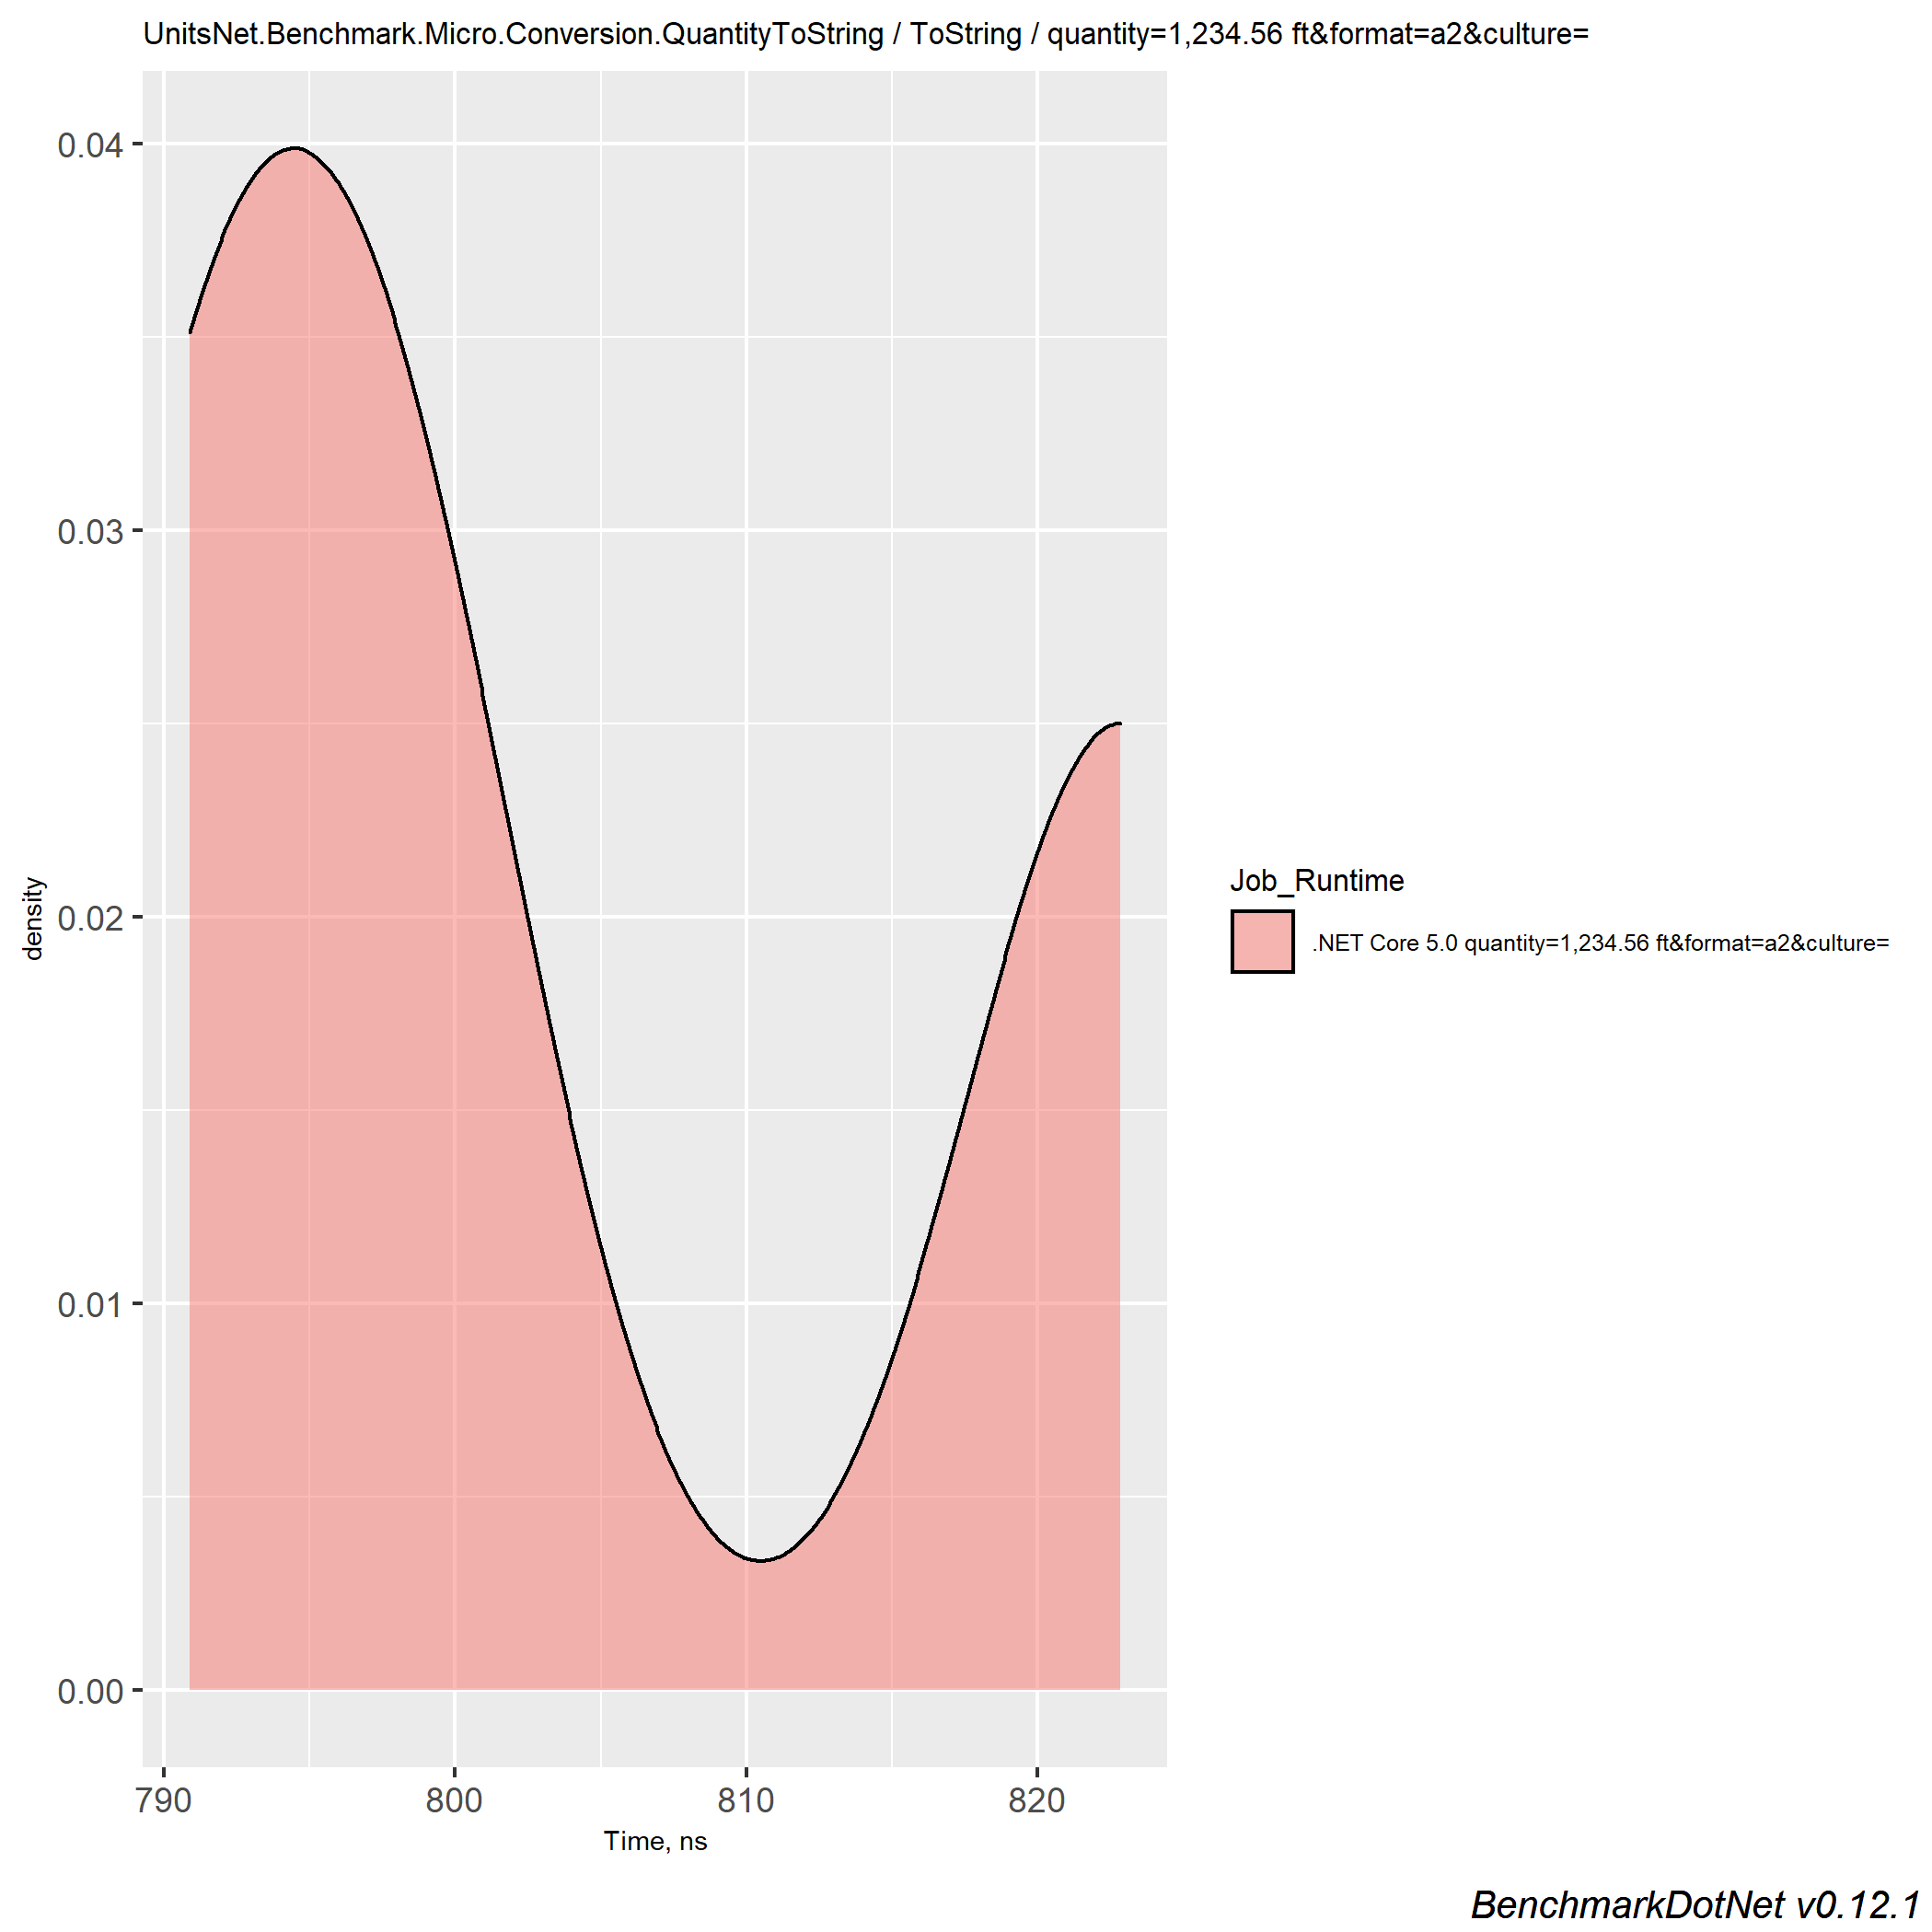 UnitsNet.Benchmark.Micro.Conversion.QuantityToString / ToString / quantity=1,234.56 ft&format=a2&culture=
0.04
0.03
0.02
0.01
0.00
density
790
800
810
820
Time, ns
Job_Runtime
.NET Core 5.0 quantity=1,234.56 ft&format=a2&culture=
BenchmarkDotNet v0.12.1